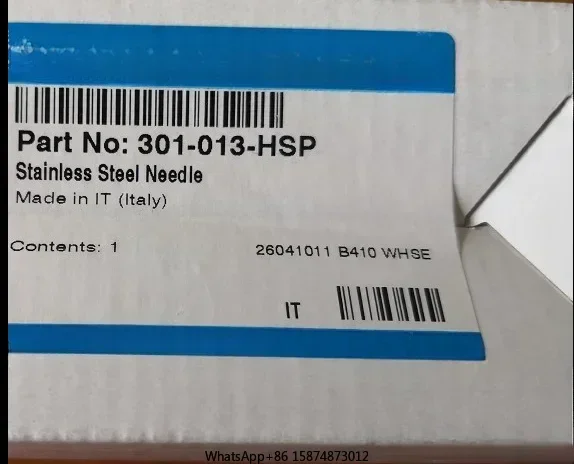 Part No: 301-013-HSP
Stainless Steel Needle
Made in IT (Italy)
Contents: 1
26041011 B410 WHSE
IT
WhatsApp+86 15874873012